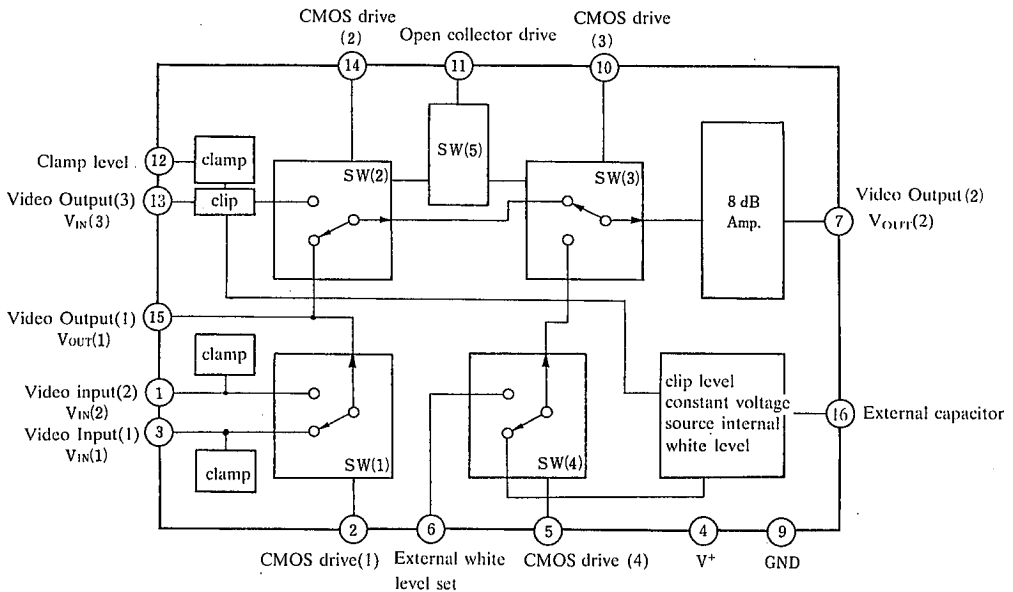 CMOS drive
(2)
Open collector drive
CMOS drive
(3)
14
11
10
Clamp level
12
clamp
SW(2)
SW(5)
SW(3)
Video Output(3)
VIN(3)
13
clip
8 dB
Amp.
7
Video Output(2)
VOUT(2)
Video Output(1)
VOUT(1)
15
clamp
Video input(2)
VIN(2)
1
Video Input(1)
VIN(1)
3
clamp
SW(1)
SW(4)
clip level
constant voltage
source internal
white level
16
External capacitor
2
6
5
4
9
CMOS drive(1)
External white
level set
CMOS drive (4)
V+
GND